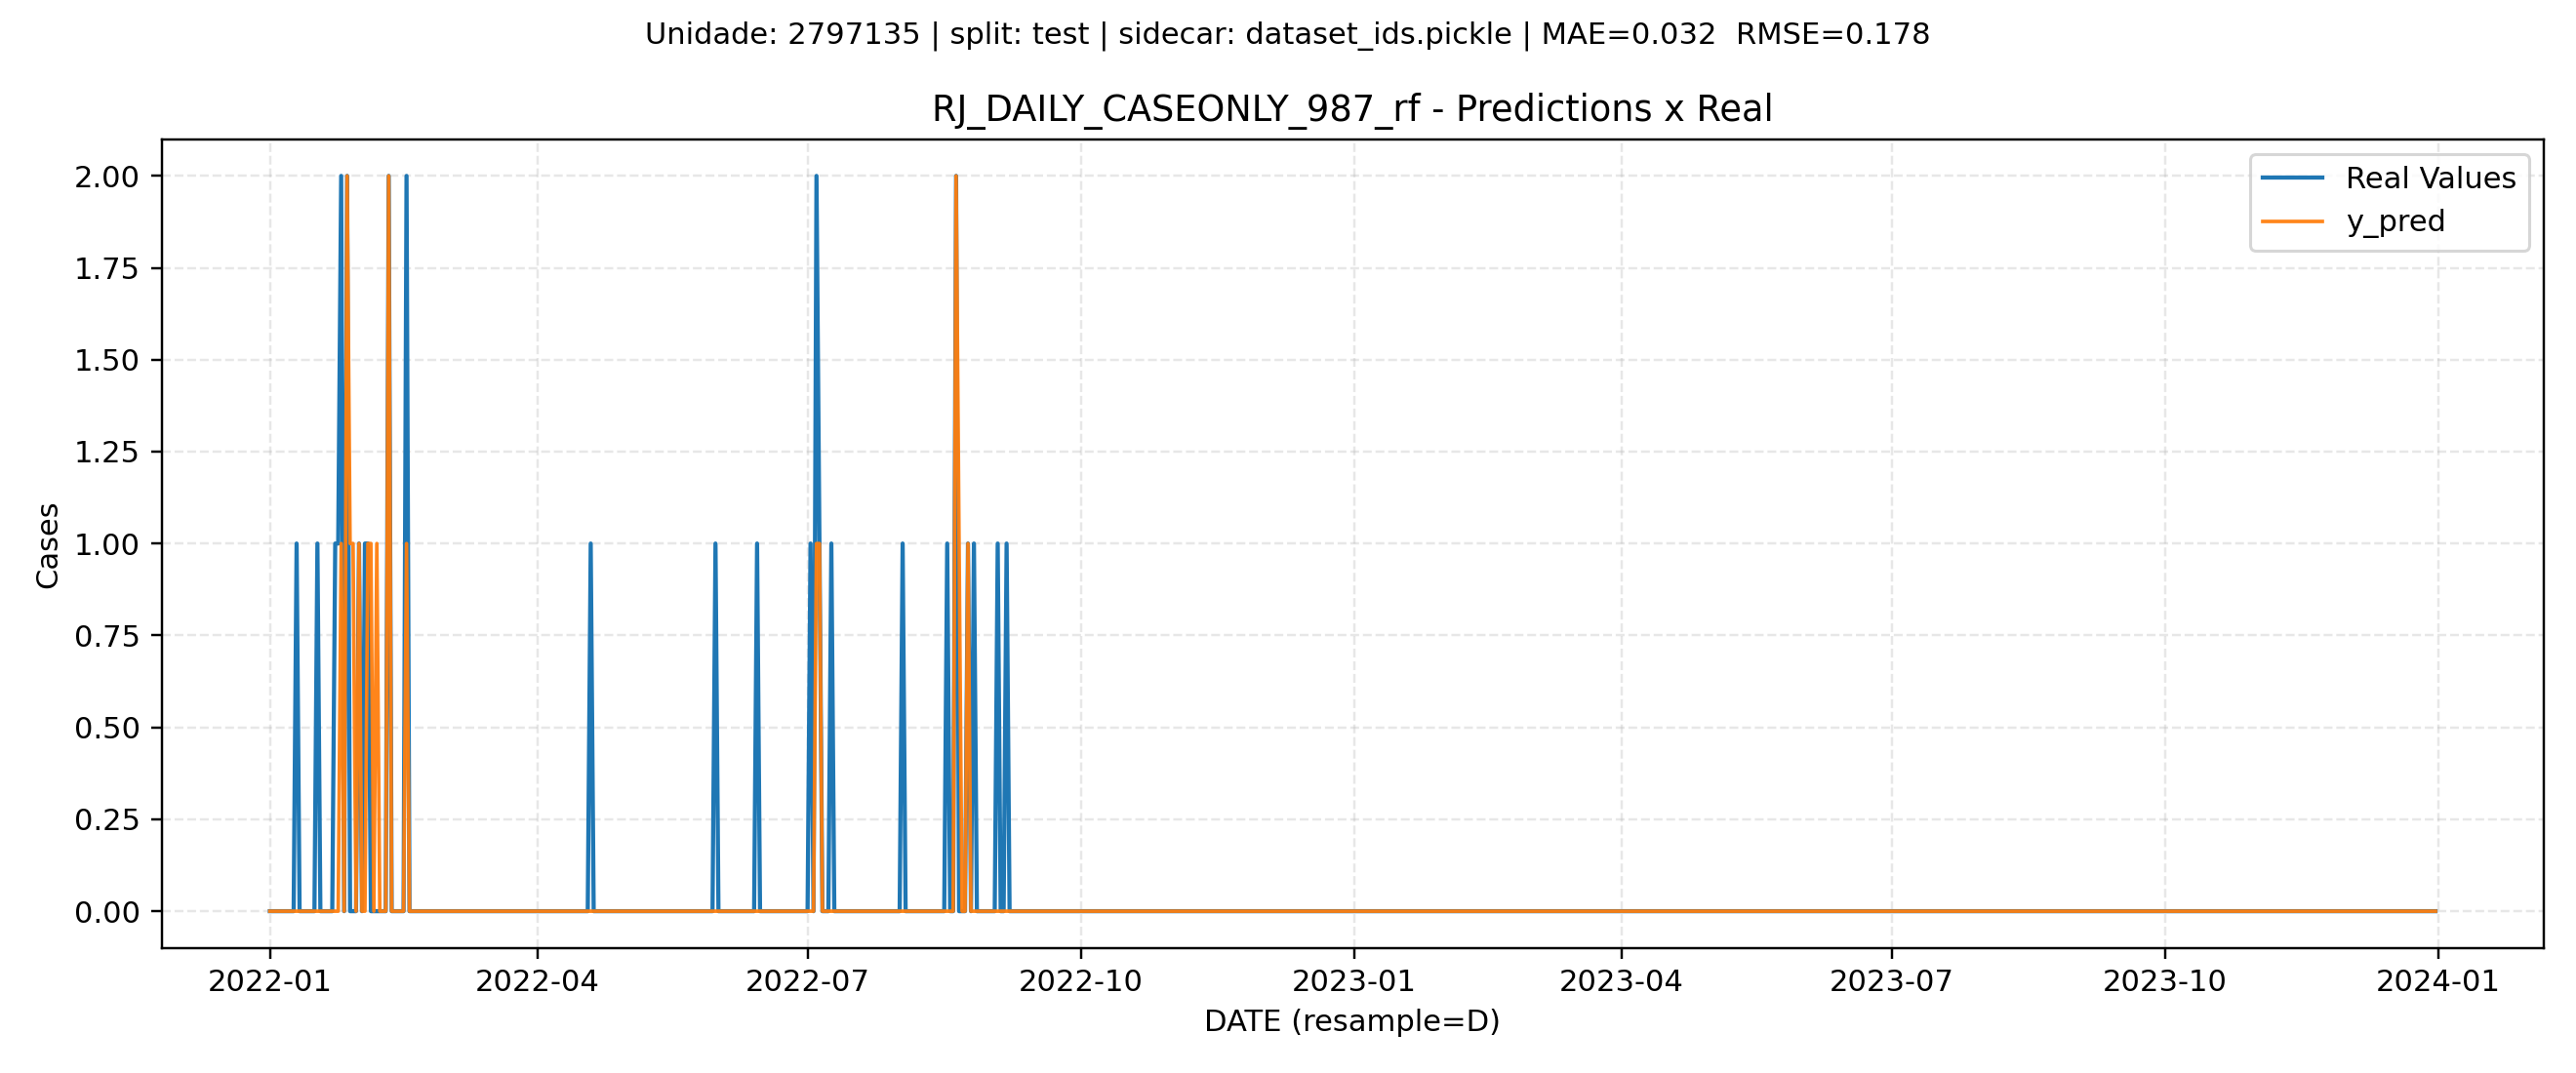 Unidade: 2797135 | split: test | sidecar: dataset_ids.pickle | MAE=0.032  RMSE=0.178
RJ_DAILY_CASEONLY_987_rf - Predictions x Real
Real Values
y_pred
2.00
1.75
1.50
1.25
1.00
0.75
0.50
0.25
0.00
Cases
2022-01 2022-04 2022-07 2022-10 2023-01 2023-04 2023-07 2023-10 2024-01
DATE (resample=D)